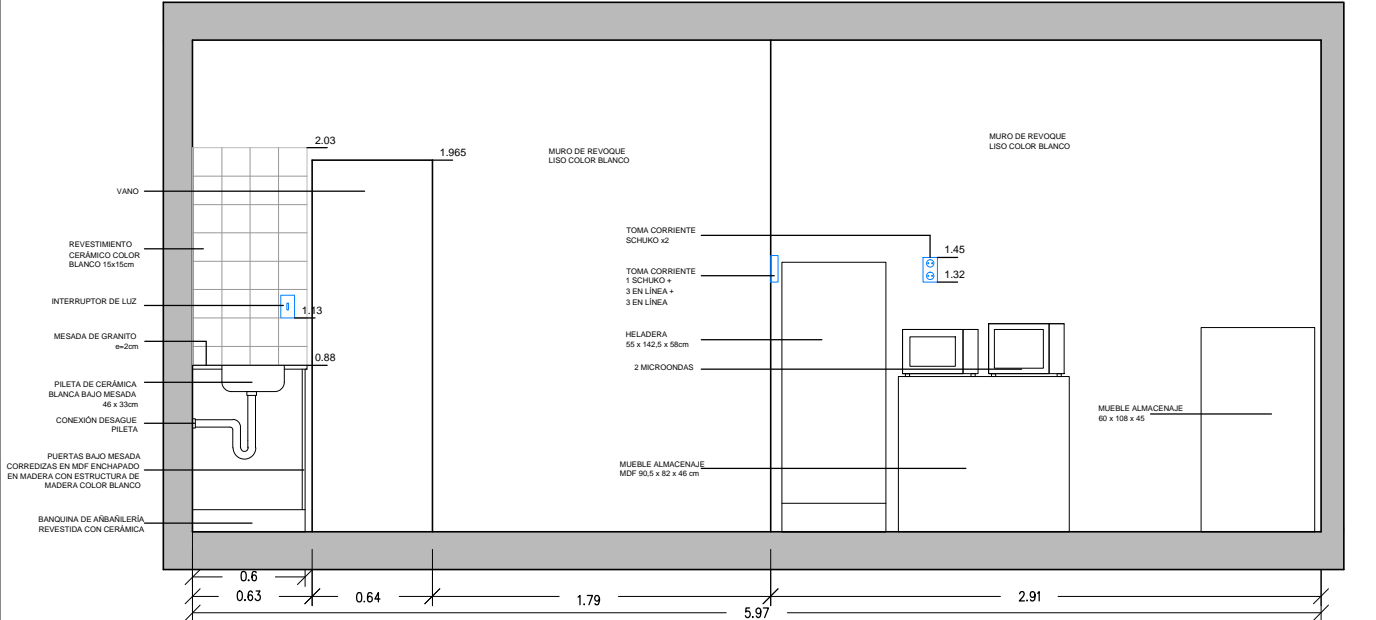 2.03
1.965
MURO DE REVOQUE
LISO COLOR BLANCO
MURO DE REVOQUE
LISO COLOR BLANCO
VANO
REVESTIMIENTO
CERÁMICO COLOR
BLANCO 15x15cm
INTERRUPTOR DE LUZ
1.13
MESADA DE GRANITO
e=2cm
0.88
PILETA DE CERÁMICA
BLANCA BAJO MESADA
46 x 33cm
CONEXIÓN DESAGUE
PILETA
PUERTAS BAJO MESADA
CORREDIZAS EN MDF ENCHAPADO
EN MADERA CON ESTRUCTURA DE
MADERA COLOR BLANCO
BANQUINA DE AÑBAÑILERÍA
REVESTIDA CON CERÁMICA
TOMA CORRIENTE
SCHUKO x2
1.45
1.32
TOMA CORRIENTE
1 SCHUKO +
3 EN LÍNEA +
3 EN LÍNEA
HELADERA
55 x 142,5 x 58cm
2 MICROONDAS
MUEBLE ALMACENAJE
MDF 90,5 x 82 x 46 cm
MUEBLE ALMACENAJE
60 x 108 x 45
0.6
0.63
0.64
1.79
2.91
5.97